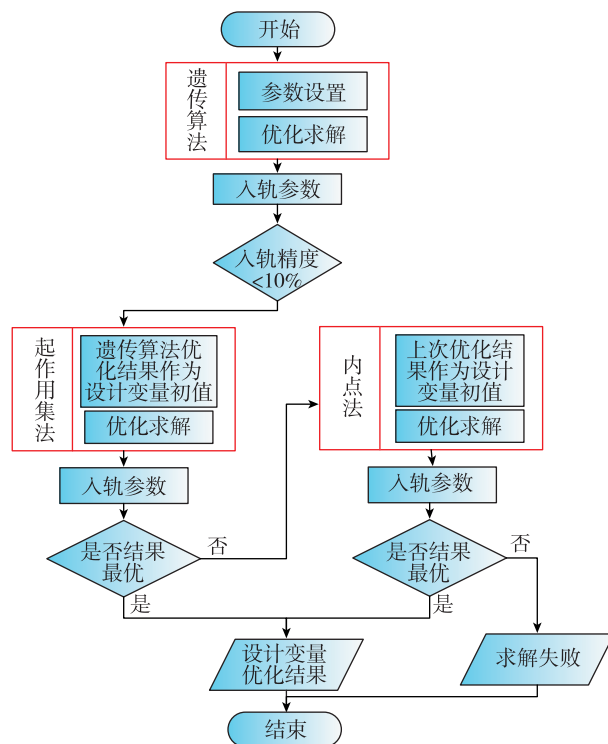 开始
遗传算法
参数设置
优化求解
入轨参数
入轨精度
<10%
起作用集法
遗传算法优
化结果作为
设计变量初值
优化求解
入轨参数
是否结果
最优
否
是
内点法
上次优化结
果作为设计
变量初值
优化求解
入轨参数
是否结果
最优
否
是
设计变量
优化结果
求解失败
结束